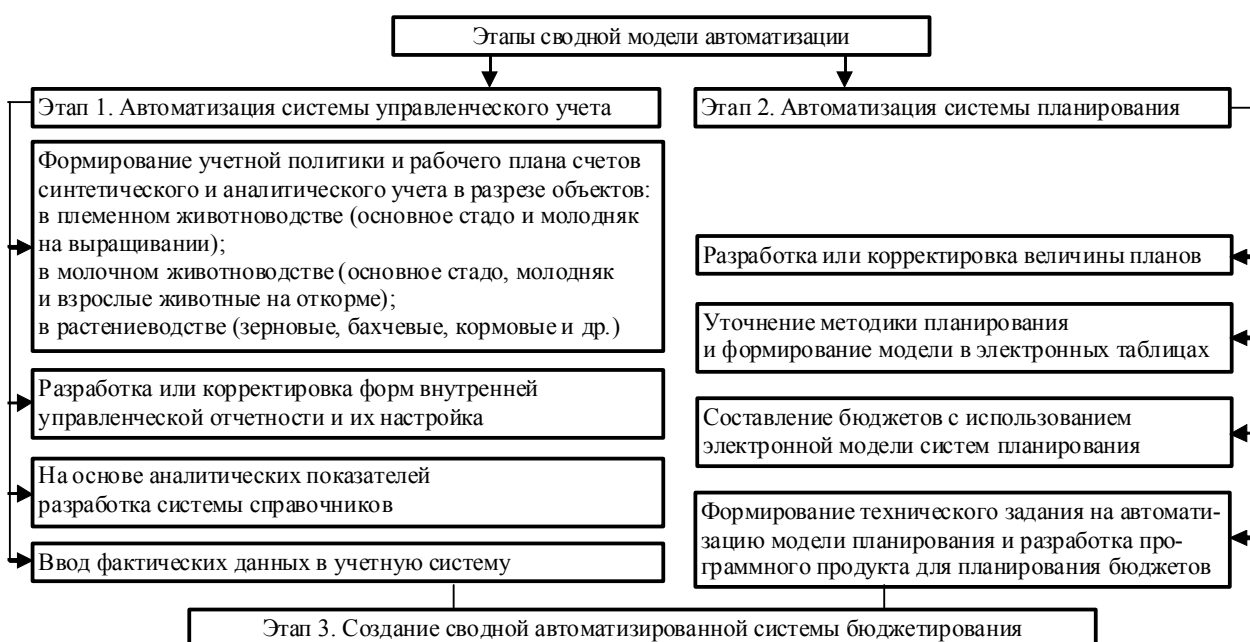 Этапы сводной модели автоматизации
Этап 1. Автоматизация системы управленческого учета
Формирование учетной политики и рабочего плана счетов
синтетического и аналитического учета в разрезе объектов:
в племенном животноводстве (основное стадо и молодняк
на выращивании);
в молочном животноводстве (основное стадо, молодняк
и взрослые животные на откорме);
в растениеводстве (зерновые, бахчевые, кормовые и др.)
Разработка или корректировка форм внутренней
управленческой отчетности и их настройка
На основе аналитических показателей
разработка системы справочников
Ввод фактических данных в учетную систему
Этап 2. Автоматизация системы планирования
Разработка или корректировка величины планов
Уточнение методики планирования
и формирование модели в электронных таблицах
Составление бюджетов с использованием
электронной модели систем планирования
Формирование технического задания на автомати-
зацию модели планирования и разработка про-
граммного продукта для планирования бюджетов
Этап 3. Создание сводной автоматизированной системы бюджетирования